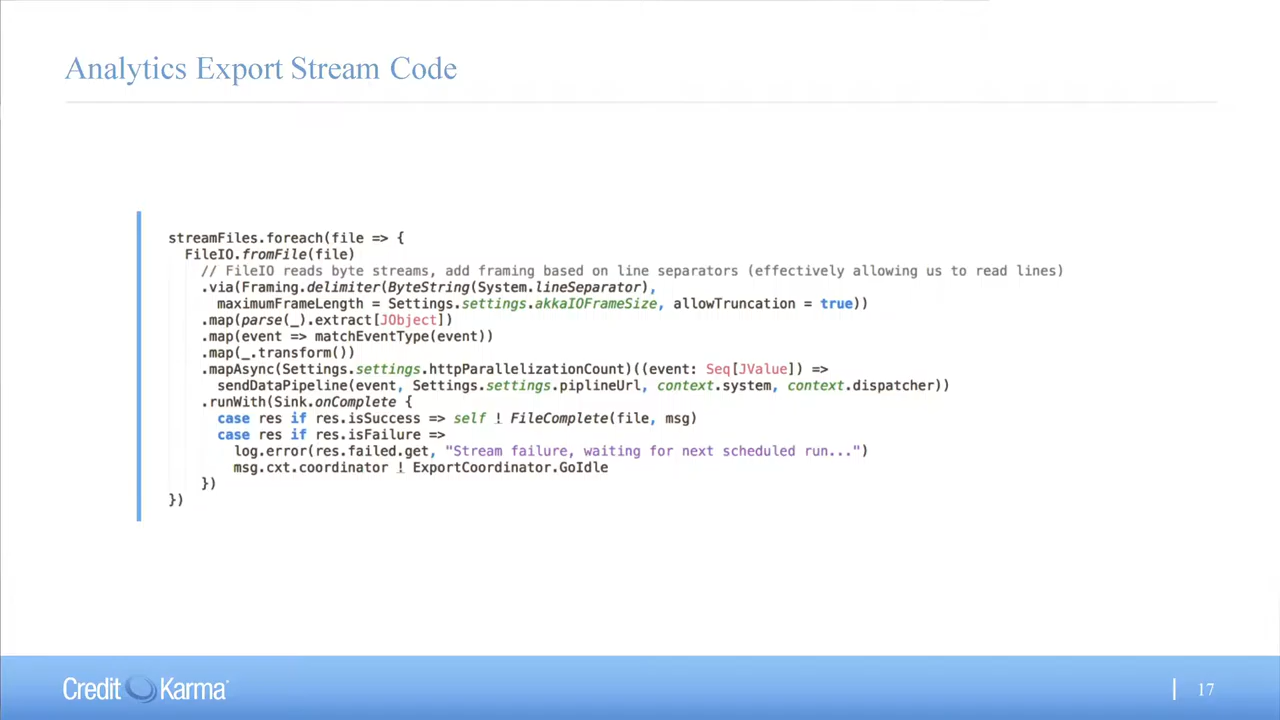 Analytics Export Stream Code
streamFiles.foreach(file => {
FileIO.fromFile(file)
// FileIO reads byte streams, add framing based on line separators (effectively allowing us to read lines)
.via(Framing.delimiter(ByteString(System.lineSeparator),
maximumFrameLength = Settings.settings.akkaIOFrameSize, allowTruncation = true))
.map(parse(_).extract[JObject])
.map(event => matchEventType(event))
.map(_.transform())
.mapAsync(Settings.settings.httpParallelizationCount)((event: Seq[JValue]) =>
sendDataPipeline(event, Settings.settings.piplineUrl, context.system, context.dispatcher))
.runWith(Sink.onComplete {
case res if res.isSuccess => self ! FileComplete(file, msg)
case res if res.isFailure =>
log.error(res.failed.get, "Stream failure, waiting for next scheduled run...")
msg.cxt.coordinator ! ExportCoordinator.GoIdle
})
})
Credit Karma
17